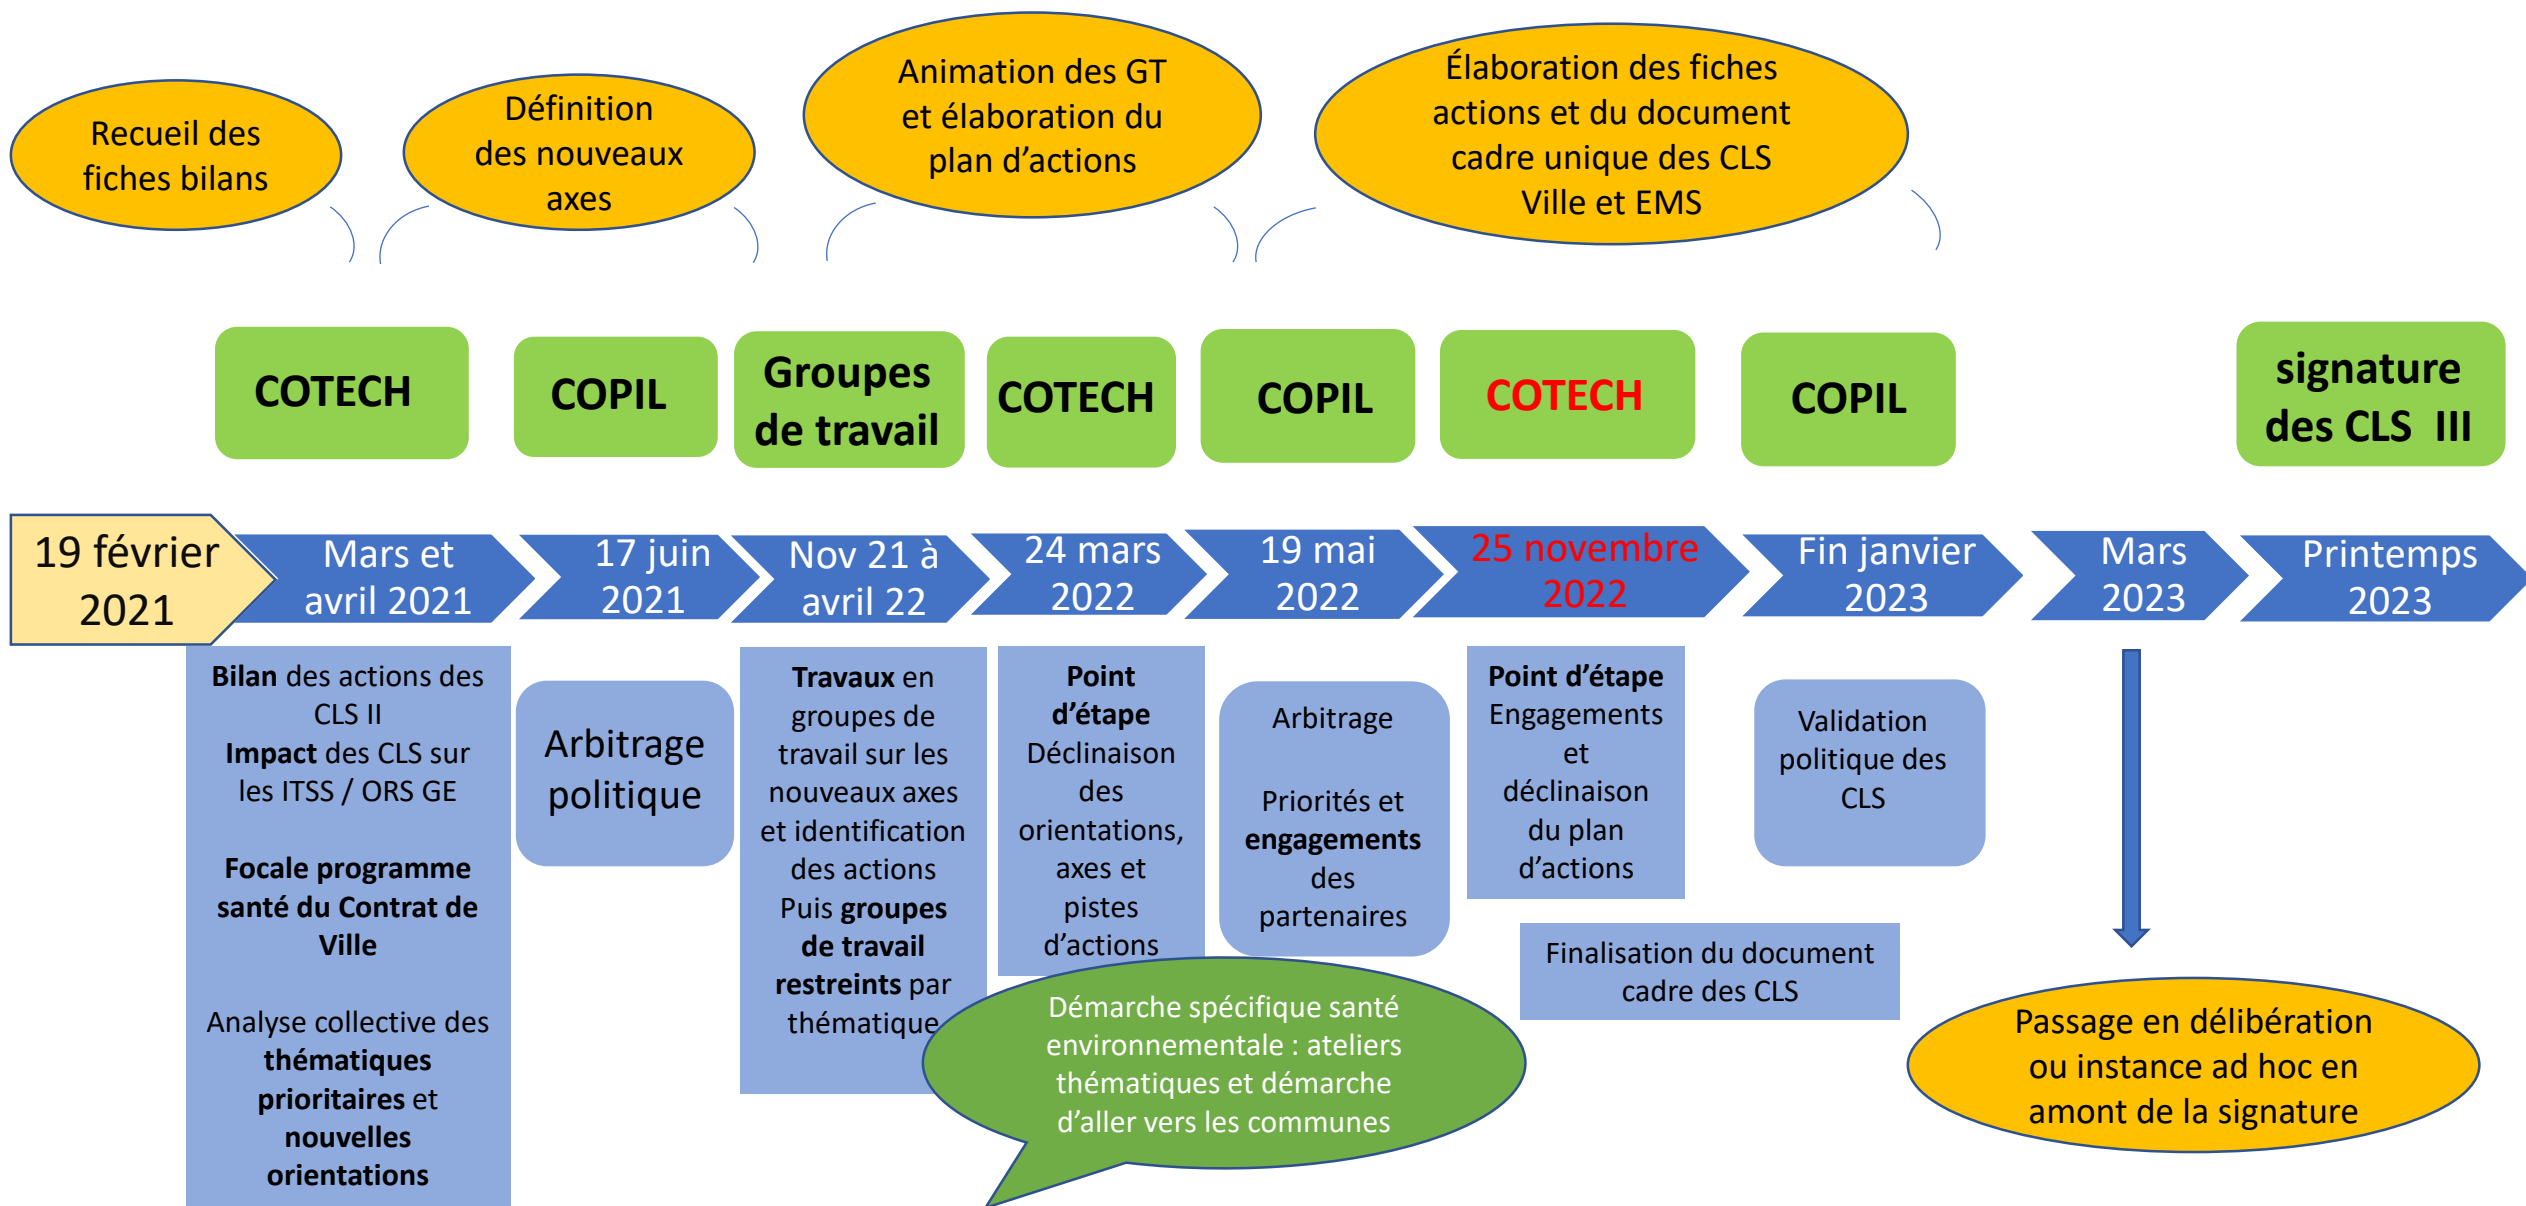 Recueil des
fiches bilans
Définition
des nouveaux
axes
Animation des GT
et élaboration du
plan d’actions
Élaboration des fiches
actions et du document
cadre unique des CLS
Ville et EMS
COTECH
COPIL
Groupes
de travail
COTECH
COPIL
COTECH
COPIL
signature
des CLS III
19 février
2021
Mars et
avril 2021
17 juin
2021
Nov 21 à
avril 22
24 mars
2022
19 mai
2022
25 novembre
2022
Fin janvier
2023
Mars
2023
Printemps
2023
Bilan des actions des
CLS II
Impact des CLS sur
les ITSS / ORS GE
Focale programme
santé du Contrat de
Ville
Analyse collective des
thématiques
prioritaires et
nouvelles
orientations
Arbitrage
politique
Travaux en
groupes de
travail sur les
nouveaux axes
et identification
des actions
Puis groupes
de travail
restreints par
thématique
Point
d’étape
Déclinaison
des
orientations,
axes et
pistes
d’actions
Arbitrage
Priorités et
engagements
des
partenaires
Point d’étape
Engagements
et
déclinaison
du plan
d’actions
Validation
politique des
CLS
Finalisation du document
cadre des CLS
Démarche spécifique santé
environnementale : ateliers
thématiques et démarche
d’aller vers les communes
Passage en délibération
ou instance ad hoc en
amont de la signature